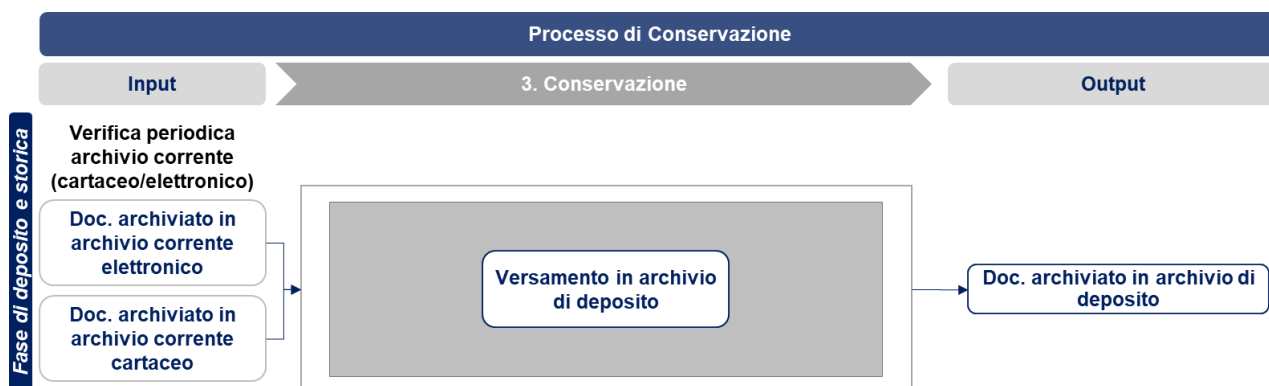 Processo di Conservazione
Input
3. Conservazione
Output
Fase di deposito e storica
Verifica periodica
archivio corrente
(cartaceo/elettronico)
Doc. archiviato in
archivio corrente
elettronico
Doc. archiviato in
archivio corrente
cartaceo
Versamento in archivio
di deposito
Doc. archiviato in archivio di
deposito